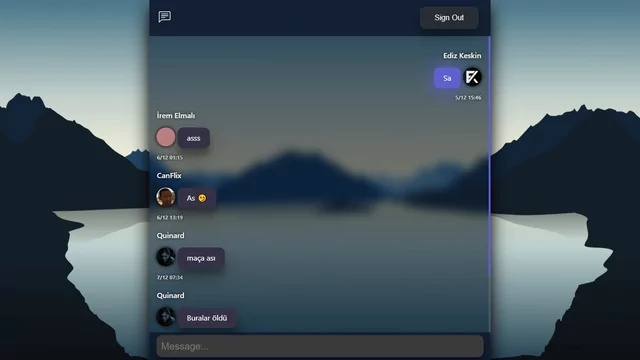 Sign Out
Ediz Keskin
Sa
5/12 15:46
İrem Elmalı
asss
6/12 01:15
CanFlix
As 😏
6/12 13:19
Quinard
maça ası
7/12 07:34
Quinard
Buralar öldü
Message...